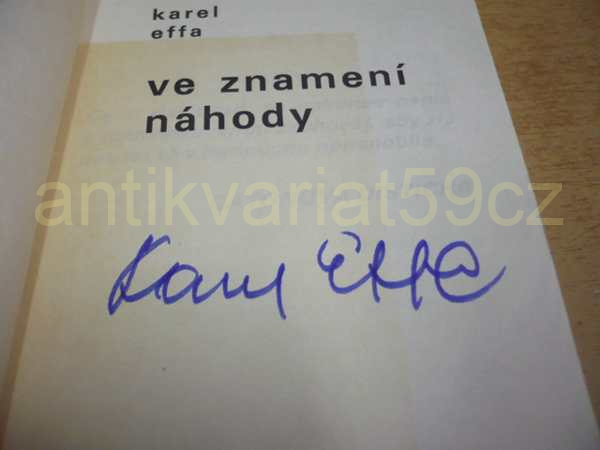 karel
effa
ve znamení
náhody
antikvariat59cz
Karel Effa